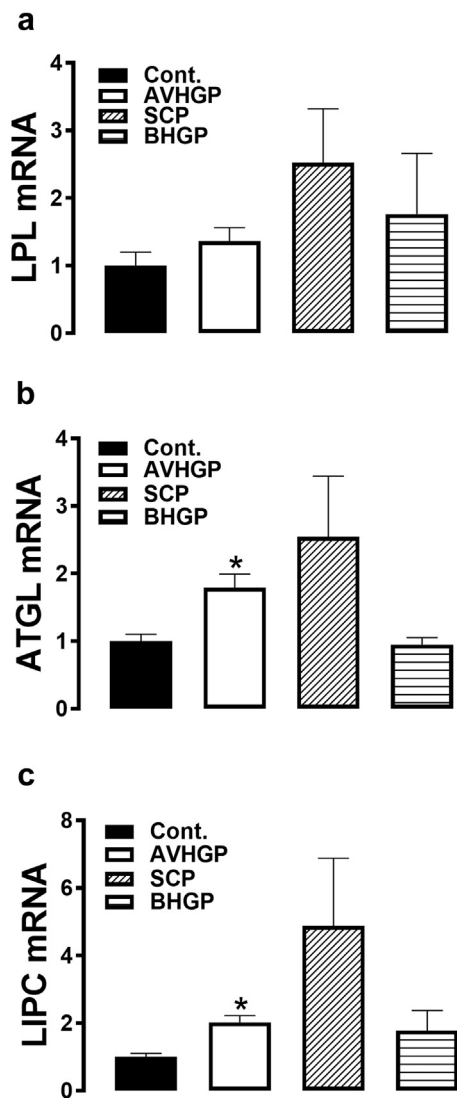 a
LPL mRNA
4
3
2
1
0
Cont.
AVHGP
SCP
BHGP
b
ATGL mRNA
4
3
2
1
0
Cont.
AVHGP
SCP
BHGP
*
c
LIPC mRNA
8
6
4
2
0
Cont.
AVHGP
SCP
BHGP
*